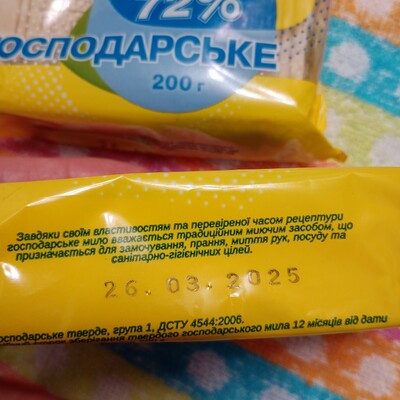 72%
ГОСПОДАРСЬКЕ
200 г
Завдяки своїм властивостям та перевіреної часом рецептури
господарське мило вважається традиційним миючим засобом, що
призначається для замочування, прання, миття рук, посуду та
санітарно-гігієнічних цілей.
26.03.2025
господарське тверде, група 1, ДСТУ 4544:2006.
зберігання твердого господарського мила 12 місяців від дати